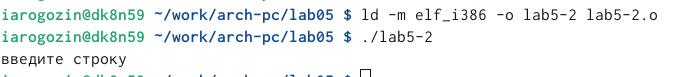 iarogozin@dk8n59 ~/work/arch-pc/lab05 $ ld -m elf_i386 -o lab5-2 lab5-2.o
iarogozin@dk8n59 ~/work/arch-pc/lab05 $ ./lab5-2
введите строку